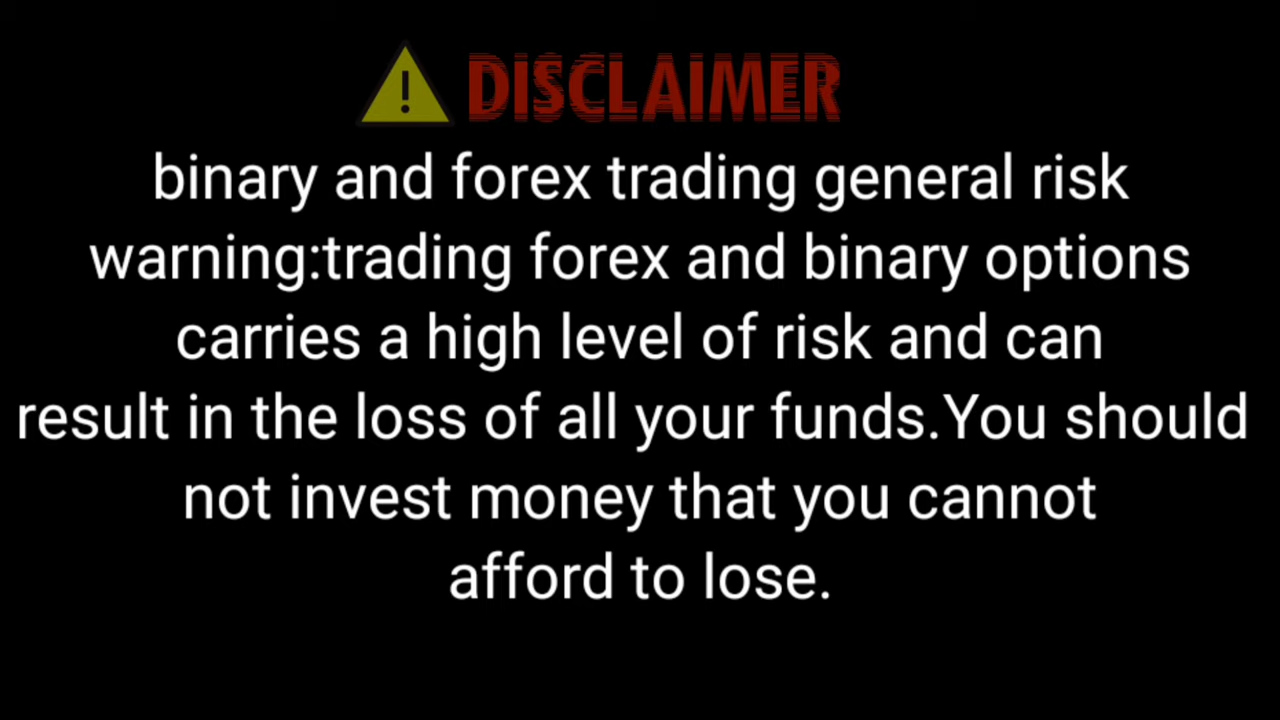 DISCLAIMER
binary and forex trading general risk
warning:trading forex and binary options
carries a high level of risk and can
result in the loss of all your funds.You should
not invest money that you cannot
afford to lose.